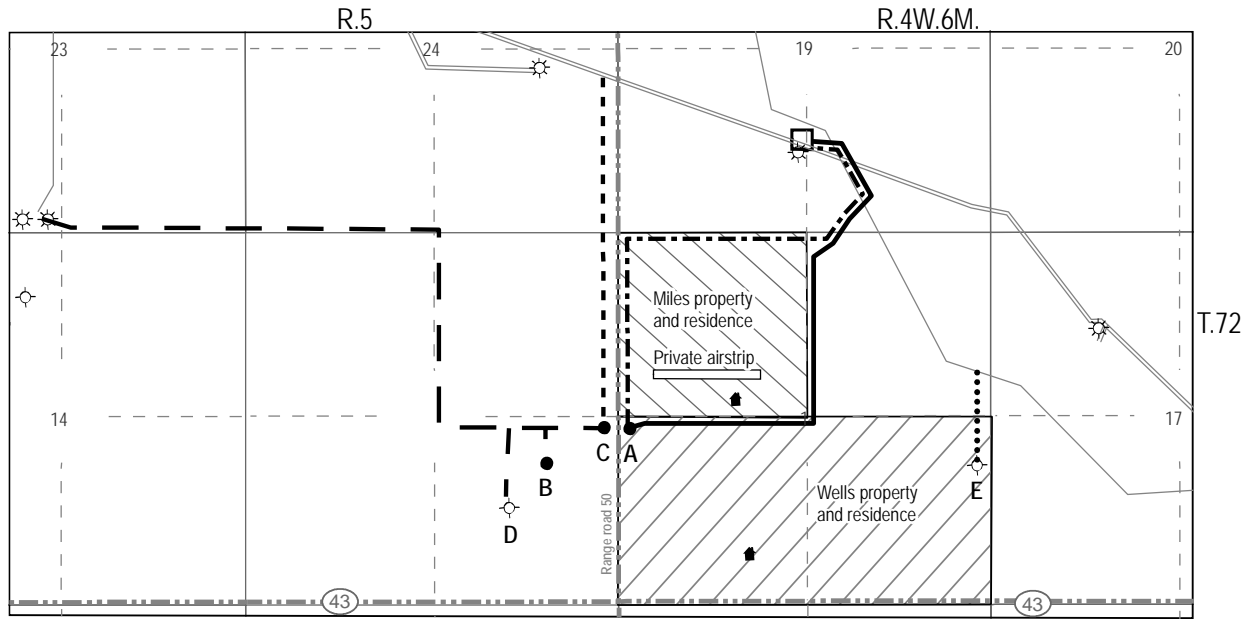 R.5
R.4W.6M.
23
24
19
20
Miles property
and residence
Private airstrip
T.72
14
17
C
A
B
D
E
Wells property
and residence
Range road 50
43
43